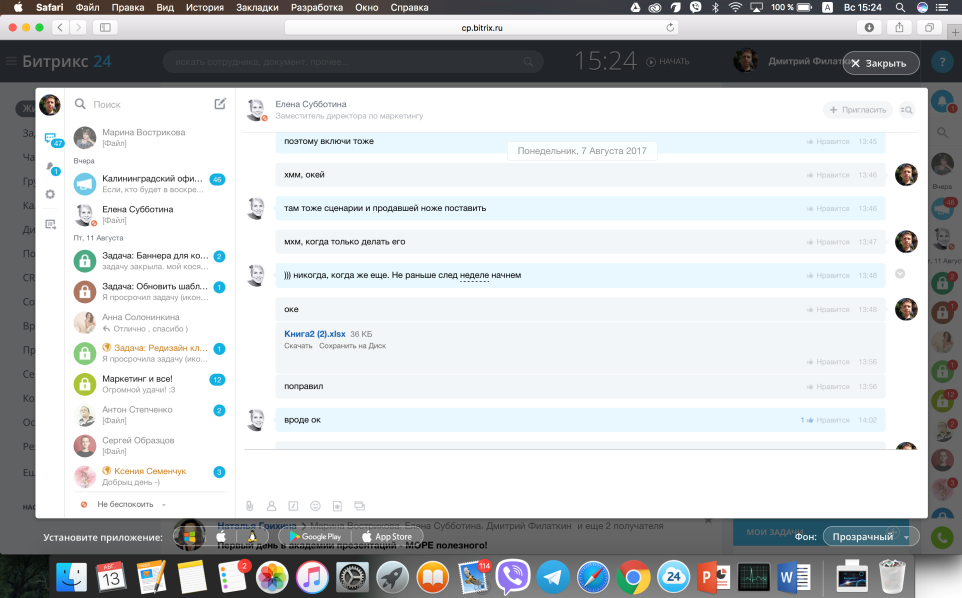 Safari Файл Правка Вид История Закладки Разработка Окно Справка 100 % A Вс 15:24
cp.bitrix.ru
Битрикс 24
искать сотрудника, документ, прочее...
15:24 НАЧАТЬ
Дмитрий Филатк
Закрыть
?
Поиск
47
1
Марина Вострикова
[Файл]
Вчера
Калининградский офи... 46
Если, кто будет в воскре...
Елена Субботина
[Файл]
Пт, 11 Августа
Задача: Баннера для ко... 2
задачу закрыла. мой кося...
Задача: Обновить шабл... 1
Я просрочил задачу (икон...
Анна Солонинкина
Отлично , спасибо )
Задача: Редизайн кл... 1
Я просрочила задачу (ико...
Маркетинг и все! 12
Огромной удачи! :3
Антон Степченко 2
[Файл]
Сергей Образцов
[Файл]
Ксения Семенчук 3
Добрыц день -)
Не беспокоить
Елена Субботина
Заместитель директора по маркетингу
+ Пригласить
поэтому включи тоже Нравится 13:45
Понедельник, 7 Августа 2017
хмм, окей Нравится 13:46
там тоже сценарии и продавшей ноже поставить Нравится 13:46
мхм, когда только делать его Нравится 13:47
))) никогда, когда же еще. Не раньше след неделе начнем Нравится 13:48
оке Нравится 13:48
Книга2 (2).xlsx 36 КБ
Скачать Сохранить на Диск
Нравится 13:56
поправил Нравится 13:56
вроде ок 1 Нравится 14:02
Вчера
Наталья Грихина > Марина Вострикова, Елена Субботина, Дмитрий Филаткин и еще 2 получателя
Первый день в академии презентаций - МОРЕ полезного!
МОИ ЗАДАЧИ
Установите приложение:
Google Play
App Store
Фон: Прозрачный
АВГ
13
2
114
24
P
W